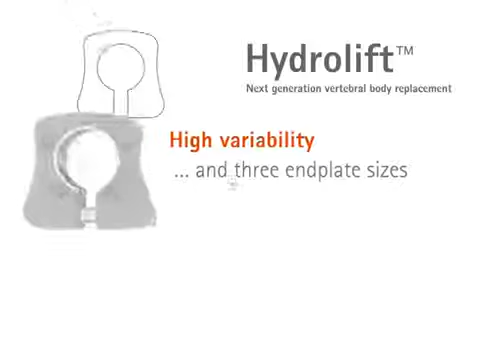 Hydrolift™
Next generation vertebral body replacement
High variability
... and three endplate sizes